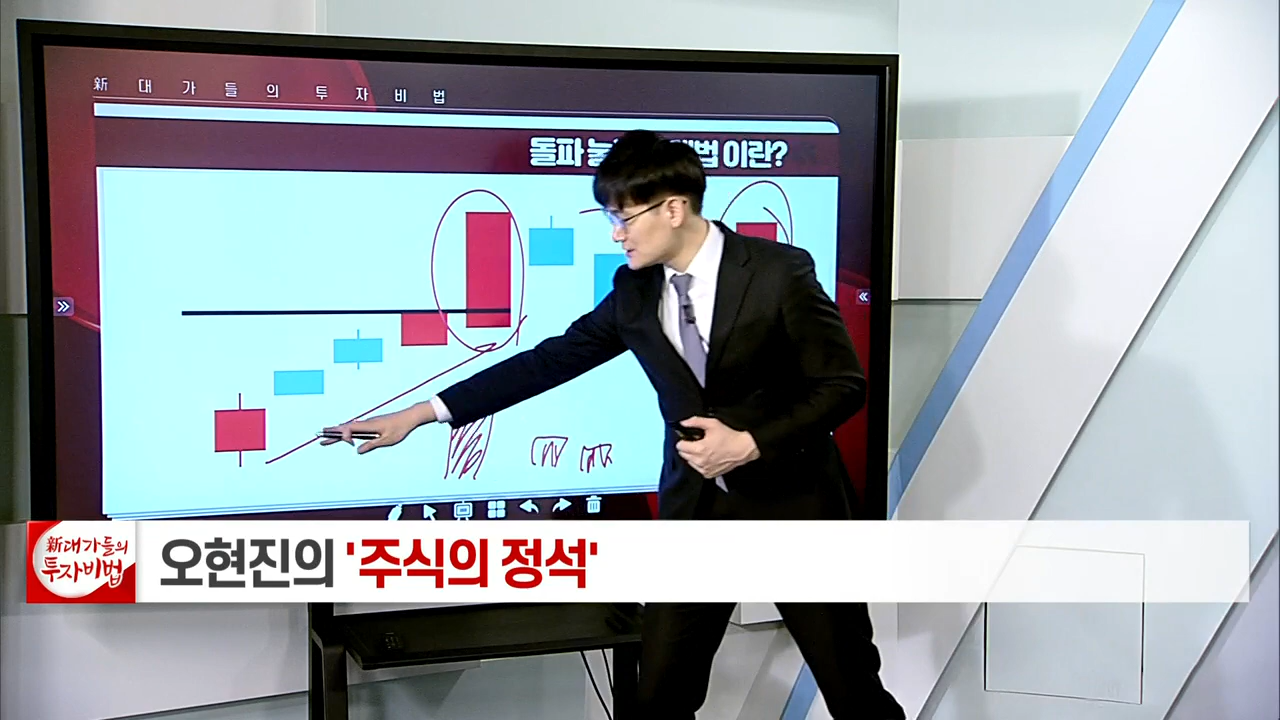 新 대 가 들 의 투 자 비 법
돌파 법 이란?
新대가들의
투자비법
오현진의 '주식의 정석'